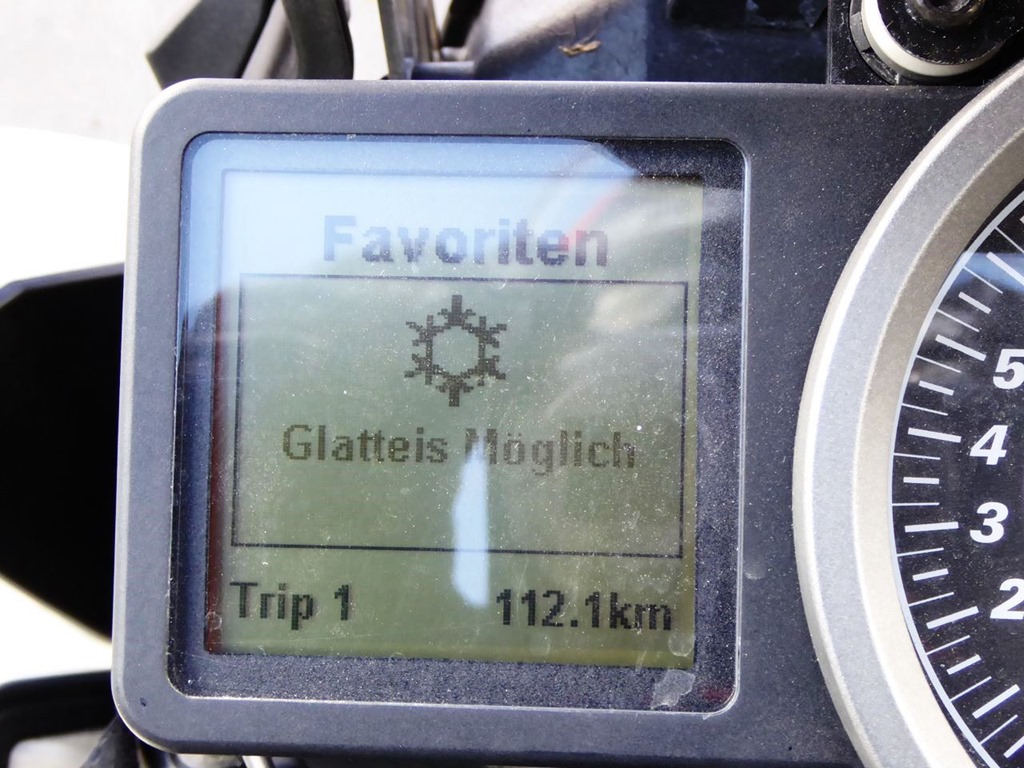 Favoriten
Glatteis Möglich
Trip 1 112.1km
5
4
3
2